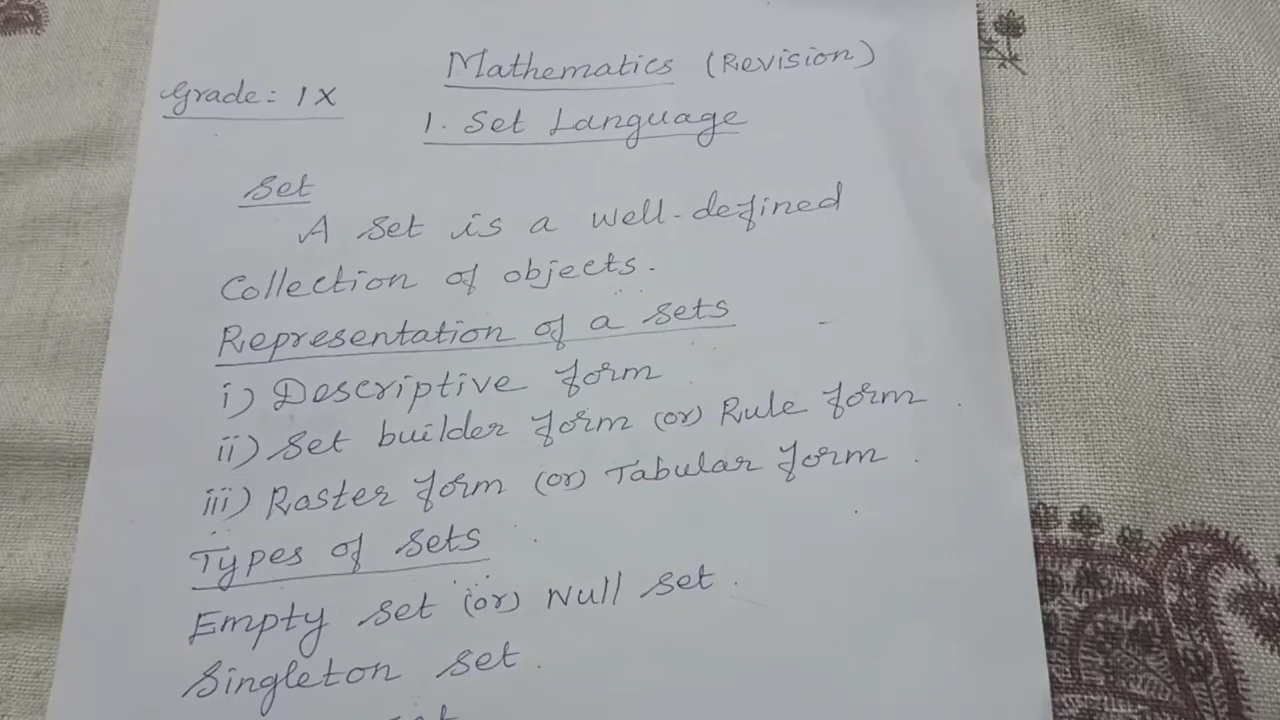 Mathematics (Revision)
Grade: IX
1. Set Language
Set
A set is a well-defined
Collection of objects.
Representation of a sets
i) Descriptive form
ii) Set builder form (or) Rule form
iii) Raster form (or) Tabular form
Types of sets
Empty set (or) Null set
Singleton set